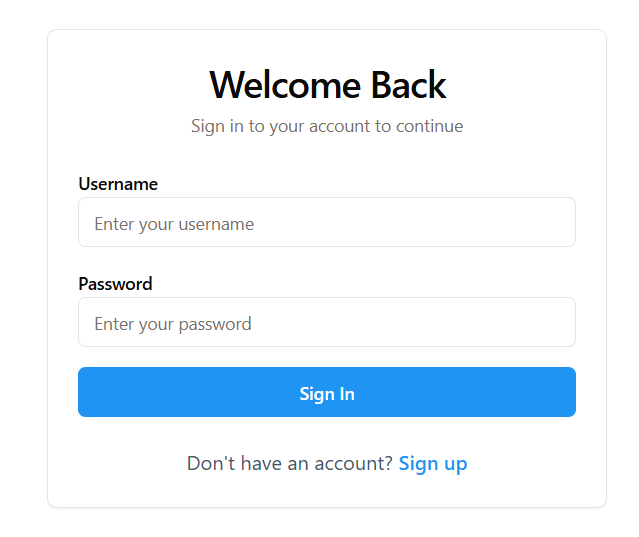 Welcome Back
Sign in to your account to continue
Username
Enter your username
Password
Enter your password
Sign In
Don't have an account? Sign up